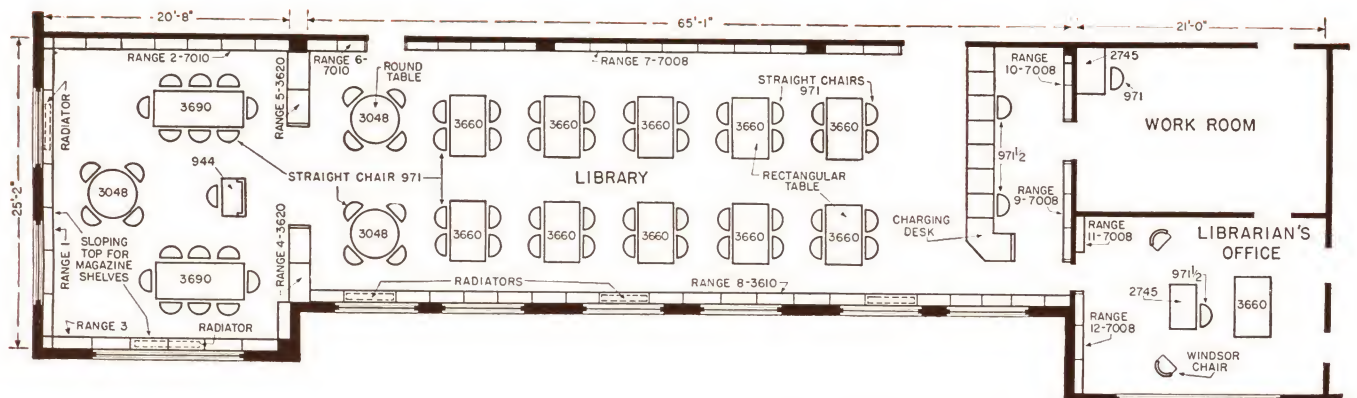 20'-8"
65'-1"
21'-0"
25'-2"
RANGE 2-7010
RANGE 6-
7010
RANGE 7-7008
RANGE
10-7008
2745
971
RADIATOR
3690
RANGE 5-3620
ROUND
TABLE
3048
STRAIGHT CHAIRS
971
3660
3660
3660
3660
3660
WORK ROOM
944
3048
STRAIGHT CHAIR 971
LIBRARY
RECTANGULAR
TABLE
971½
RANGE
9-7008
RANGE 1
SLOPING
TOP FOR
MAGAZINE
SHELVES
3690
RANGE 4-3620
3048
3660
3660
3660
3660
3660
CHARGING
DESK
RANGE
11-7008
LIBRARIAN'S
OFFICE
971½
2745
3660
RADIATORS
RANGE 8-3610
RANGE 3
RADIATOR
RANGE
12-7008
WINDSOR
CHAIR